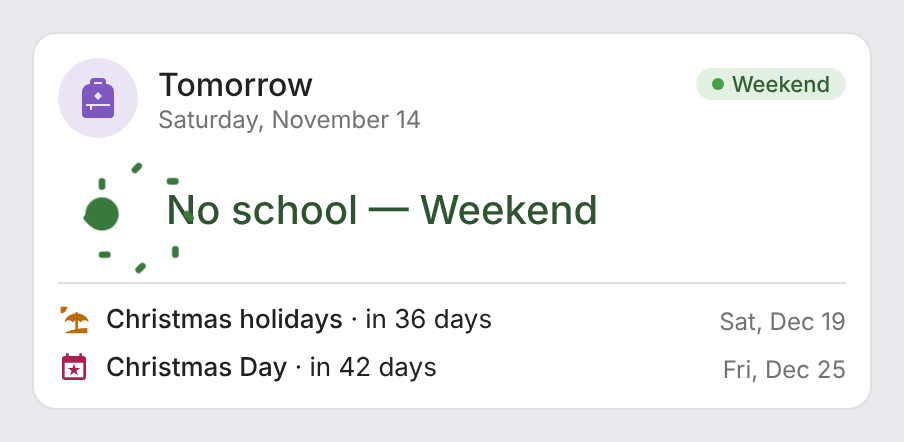 Tomorrow
Weekend
Saturday, November 14
No school — Weekend
Christmas holidays · in 36 days
Sat, Dec 19
Christmas Day · in 42 days
Fri, Dec 25